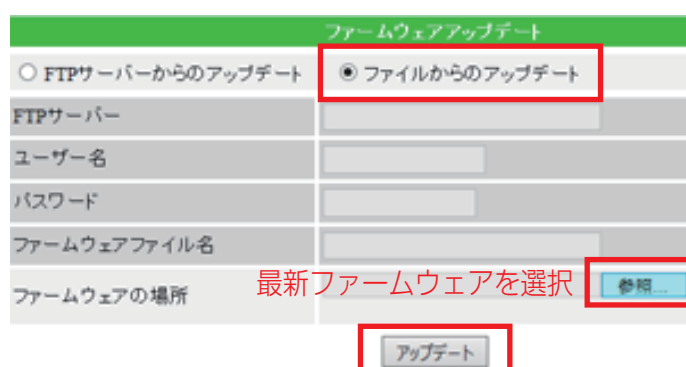 ファームウェアアップデート
FTPサーバーからのアップデート ファイルからのアップデート
FTPサーバー
ユーザー名
パスワード
ファームウェアファイル名
ファームウェアの場所 最新ファームウェアを選択 参照...
アップデート